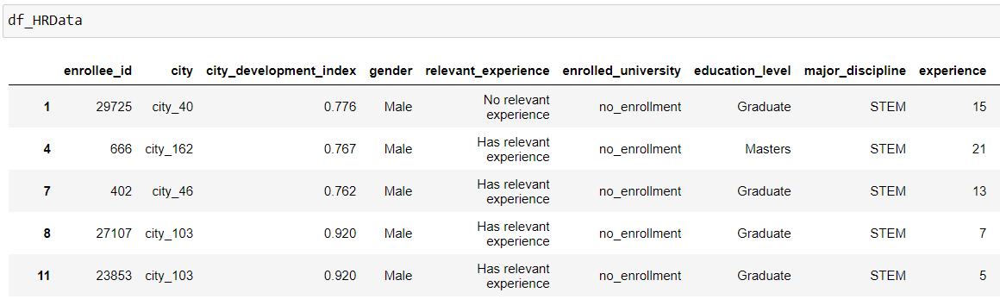 df_HRData
enrollee_id city city_development_index gender relevant_experience enrolled_university education_level major_discipline experience
1 29725 city_40 0.776 Male No relevant experience no_enrollment Graduate STEM 15
4 666 city_162 0.767 Male Has relevant experience no_enrollment Masters STEM 21
7 402 city_46 0.762 Male Has relevant experience no_enrollment Graduate STEM 13
8 27107 city_103 0.920 Male Has relevant experience no_enrollment Graduate STEM 7
11 23853 city_103 0.920 Male Has relevant experience no_enrollment Graduate STEM 5